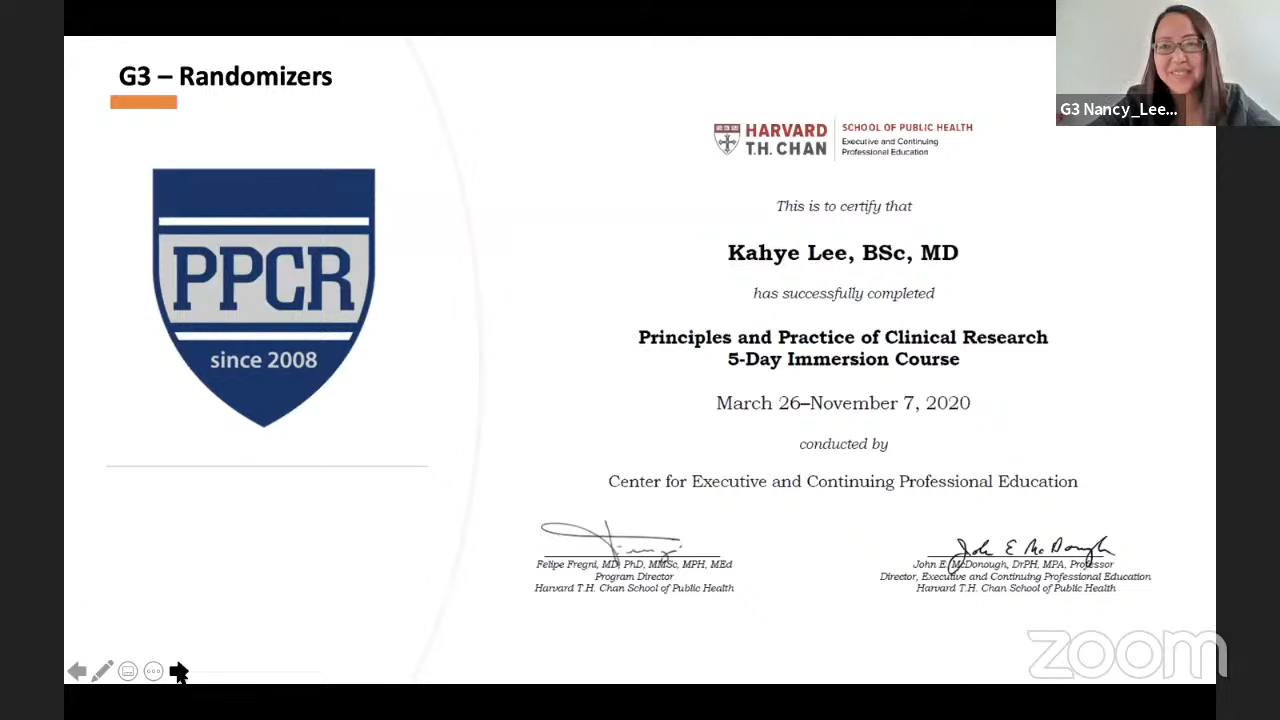 G3 – Randomizers
G3 Nancy_Lee...
HARVARD
T.H. CHAN
SCHOOL OF PUBLIC HEALTH
Executive and Continuing
Professional Education
PPCR
since 2008
This is to certify that
Kahye Lee, BSc, MD
has successfully completed
Principles and Practice of Clinical Research
5-Day Immersion Course
March 26–November 7, 2020
conducted by
Center for Executive and Continuing Professional Education
John E McDonough
Felipe Fregni, MD, PhD, MMSc, MPH, MEd
Program Director
Harvard T.H. Chan School of Public Health
John E. McDonough, DrPH, MPA, Professor
Director, Executive and Continuing Professional Education
Harvard T.H. Chan School of Public Health
zoom